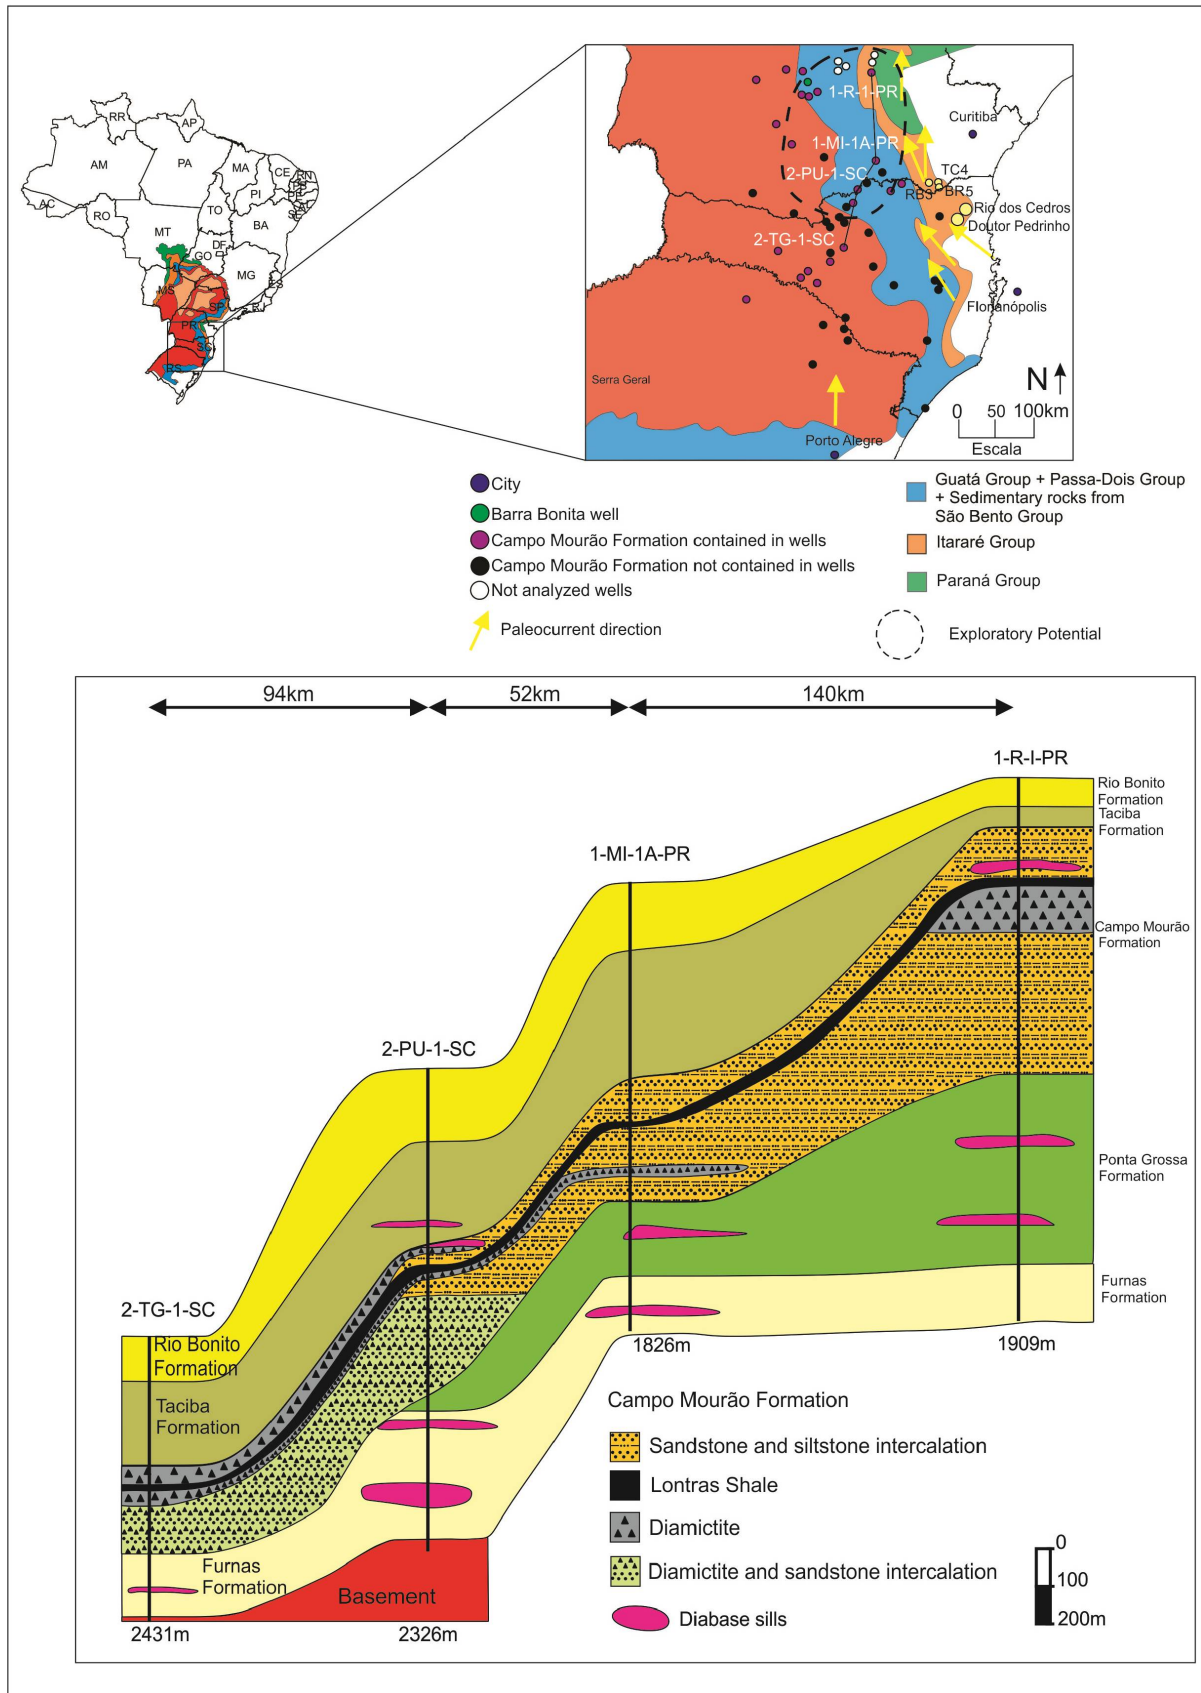 RR
AP
AM
PA
MA
CE
RN
PI
AC
RO
TO
BA
MT
DF
GO
MG
ES
MS
SP
RJ
PR
SC
RS
1-R-1-PR
Curitiba
1-MI-1A-PR
2-PU-1-SC
TC4
RB3
BR5
Rio dos Cedros
Doutor Pedrinho
2-TG-1-SC
Florianópolis
Serra Geral
N
0 50 100km
Escala
Porto Alegre
City
Barra Bonita well
Campo Mourão Formation contained in wells
Campo Mourão Formation not contained in wells
Not analyzed wells
Paleocurrent direction
Guatá Group + Passa-Dois Group
+ Sedimentary rocks from
São Bento Group
Itararé Group
Paraná Group
Exploratory Potential
94km
52km
140km
1-R-I-PR
Rio Bonito
Formation
Taciba
Formation
1-MI-1A-PR
Campo Mourão
Formation
2-PU-1-SC
Ponta Grossa
Formation
Furnas
Formation
2-TG-1-SC
Rio Bonito
Formation
1826m
1909m
Taciba
Formation
Campo Mourão Formation
Sandstone and siltstone intercalation
Lontras Shale
Diamictite
Diamictite and sandstone intercalation
Diabase sills
0
100
200m
Furnas
Formation
Basement
2431m
2326m